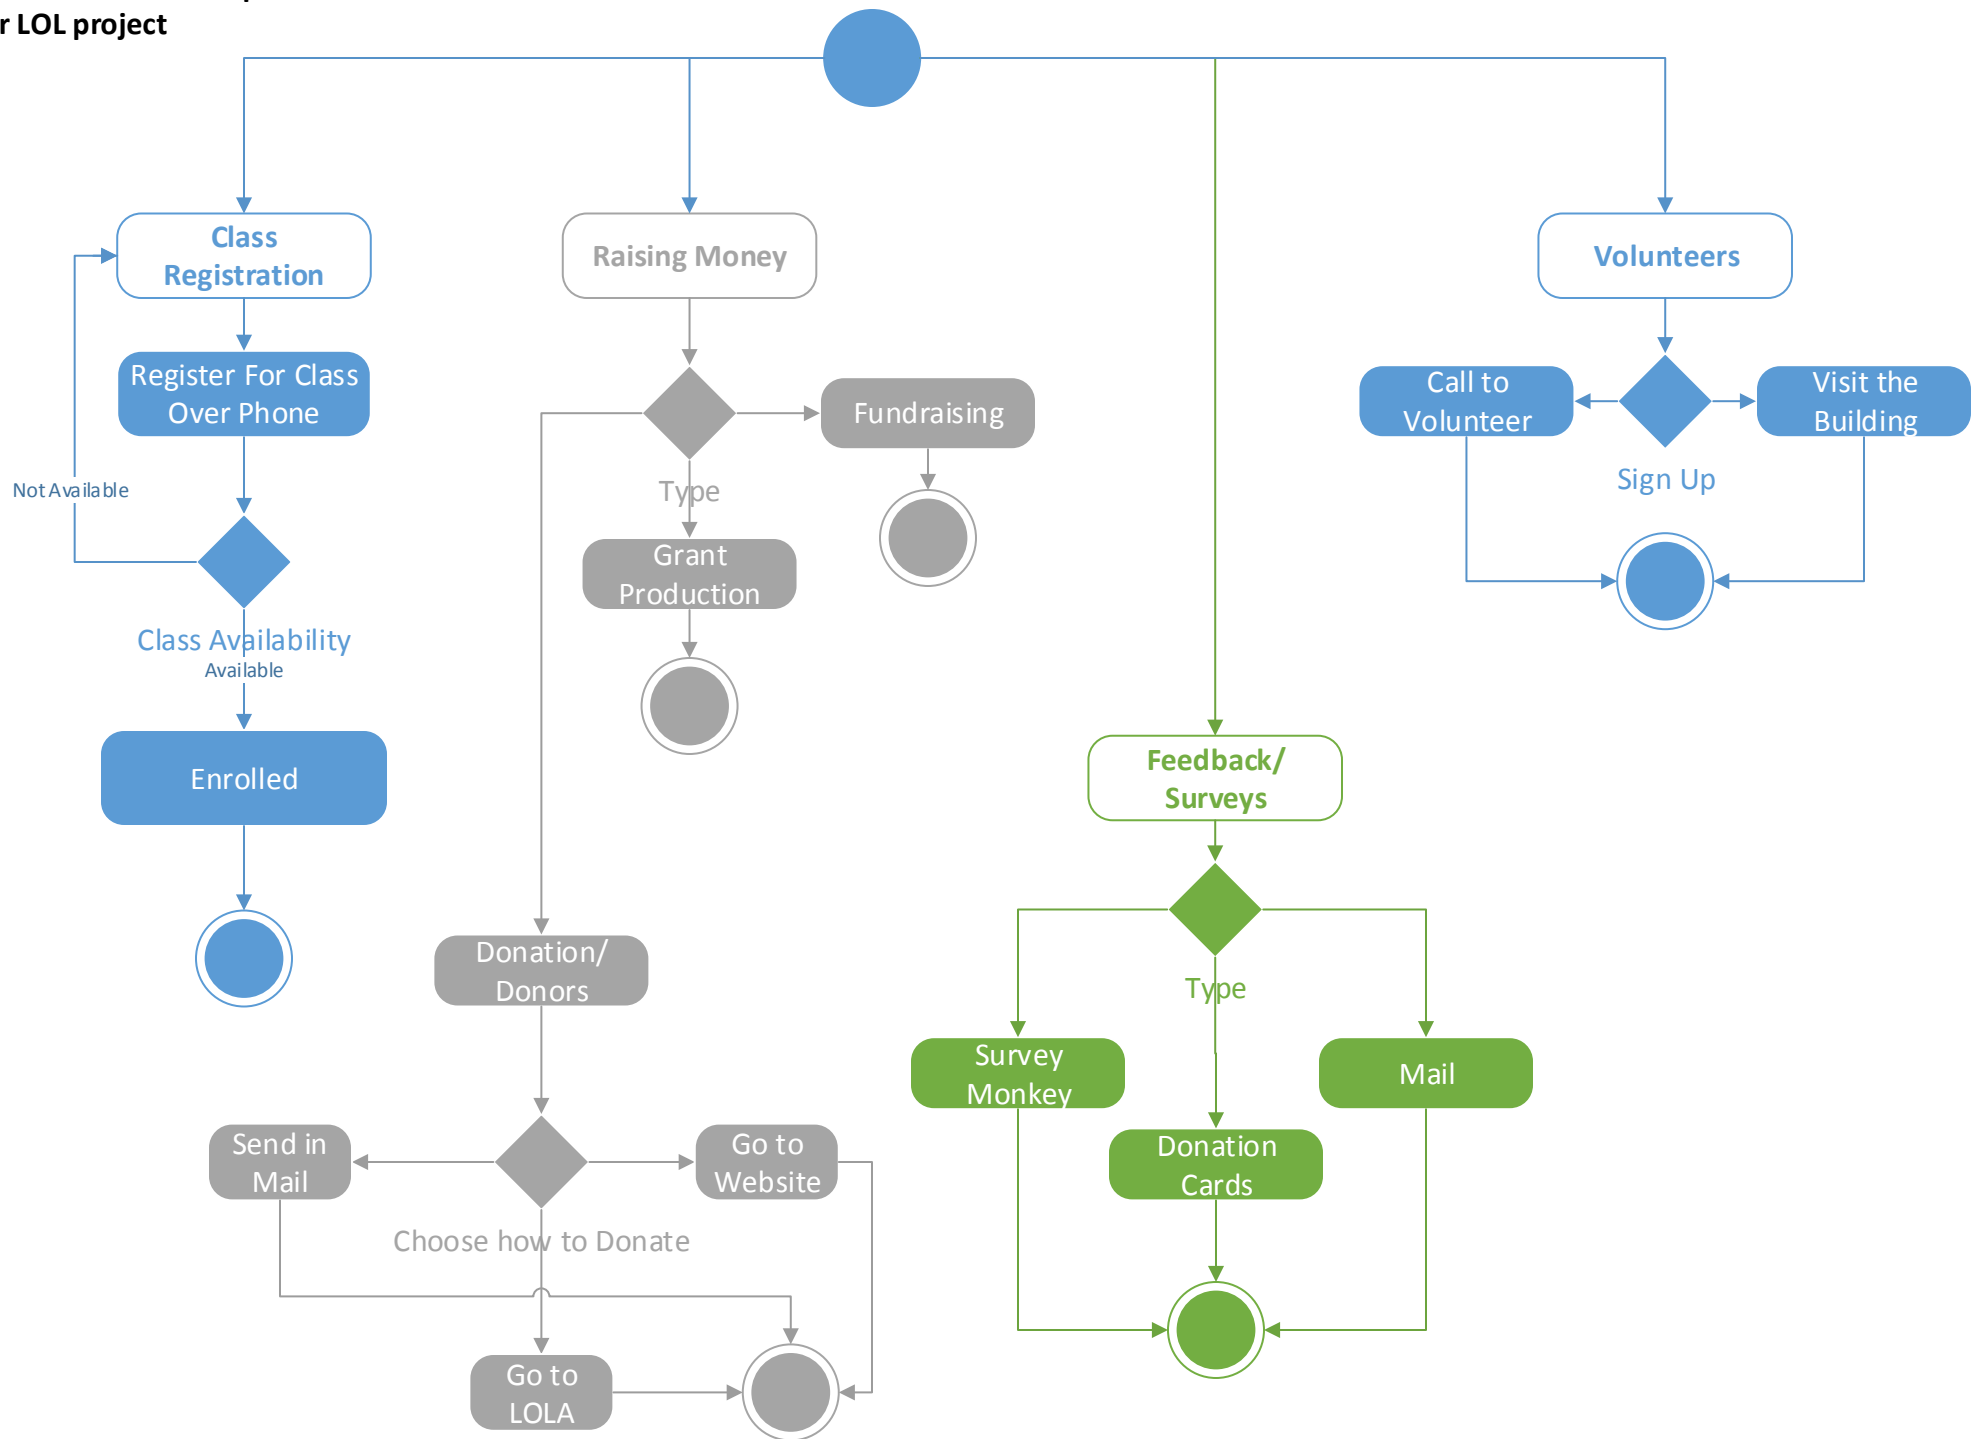 r LOL project
Class
Registration
Raising Money
Volunteers
Register For Class
Over Phone
Fundraising
Call to
Volunteer
Visit the
Building
Not Available
Type
Sign Up
Grant
Production
Class Availability
Available
Enrolled
Feedback/
Surveys
Donation/
Donors
Type
Survey
Monkey
Mail
Donation
Cards
Send in
Mail
Go to
Website
Choose how to Donate
Go to
LOLA